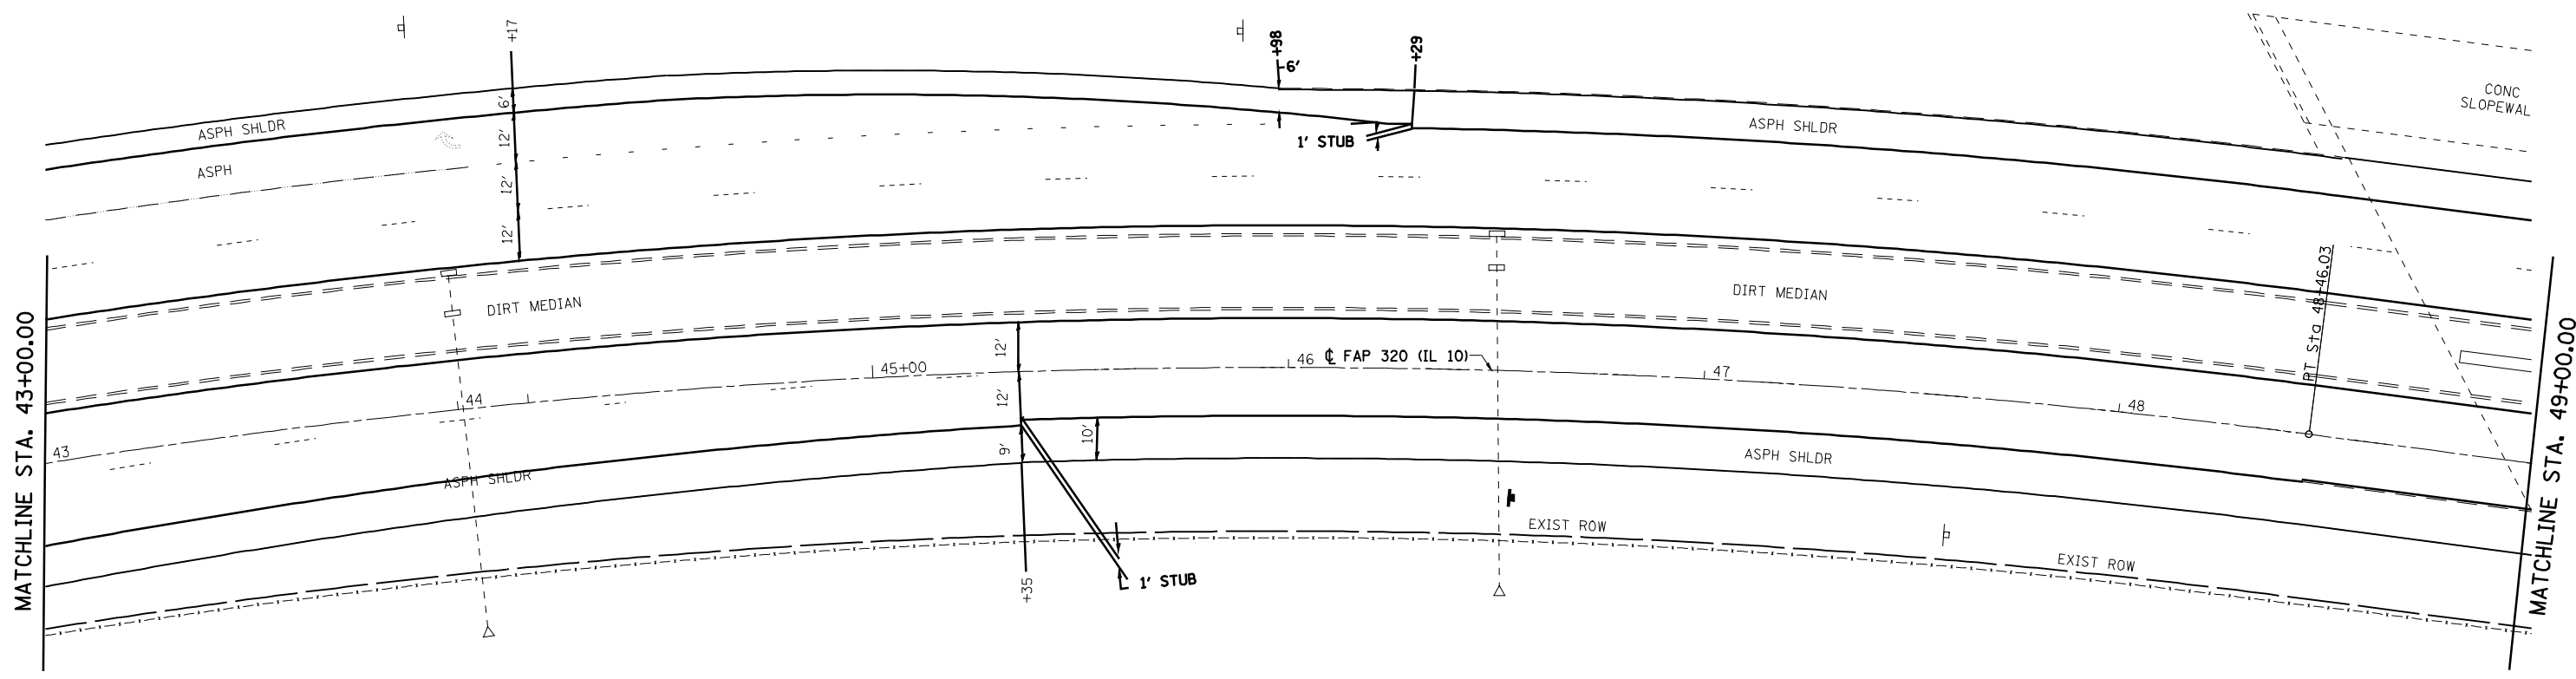 +17
+98
6'
+29
CONC
SLOPEWAL
6'
ASPH SHLDR
12'
1' STUB
ASPH SHLDR
ASPH
12'
12'
PT Sta 48+46.03
DIRT MEDIAN
DIRT MEDIAN
MATCHLINE STA. 43+00.00
MATCHLINE STA. 49+00.00
12'
45+00
46
℄ FAP 320 (IL 10)
47
44
12'
48
43
10'
9'
ASPH SHLDR
ASPH SHLDR
EXIST ROW
EXIST ROW
+35
1' STUB